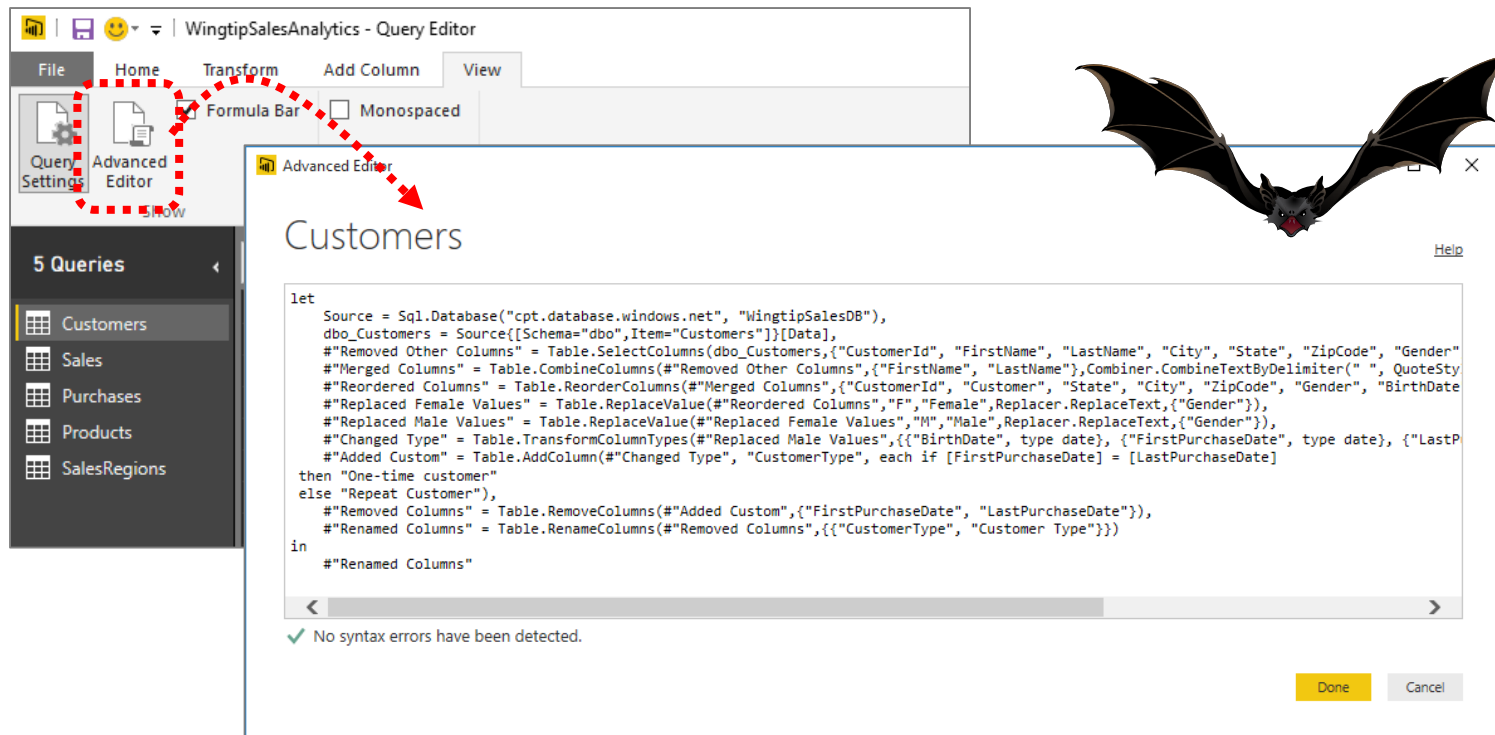 WingtipSalesAnalytics - Query Editor
File Home Transform Add Column View
Formula Bar Monospaced
Query Settings
Advanced Editor
Show
5 Queries
Customers
Sales
Purchases
Products
SalesRegions
Advanced Editor
Customers
Help
let
    Source = Sql.Database("cpt.database.windows.net", "WingtipSalesDB"),
    dbo_Customers = Source{[Schema="dbo",Item="Customers"]}[Data],
    #"Removed Other Columns" = Table.SelectColumns(dbo_Customers,{"CustomerId", "FirstName", "LastName", "City", "State", "ZipCode", "Gender"
    #"Merged Columns" = Table.CombineColumns(#"Removed Other Columns",{"FirstName", "LastName"},Combiner.CombineTextByDelimiter(" ", QuoteSty
    #"Reordered Columns" = Table.ReorderColumns(#"Merged Columns",{"CustomerId", "Customer", "State", "City", "ZipCode", "Gender", "BirthDate
    #"Replaced Female Values" = Table.ReplaceValue(#"Reordered Columns","F","Female",Replacer.ReplaceText,{"Gender"}),
    #"Replaced Male Values" = Table.ReplaceValue(#"Replaced Female Values","M","Male",Replacer.ReplaceText,{"Gender"}),
    #"Changed Type" = Table.TransformColumnTypes(#"Replaced Male Values",{{"BirthDate", type date}, {"FirstPurchaseDate", type date}, {"LastP
    #"Added Custom" = Table.AddColumn(#"Changed Type", "CustomerType", each if [FirstPurchaseDate] = [LastPurchaseDate]
 then "One-time customer"
 else "Repeat Customer"),
    #"Removed Columns" = Table.RemoveColumns(#"Added Custom",{"FirstPurchaseDate", "LastPurchaseDate"}),
    #"Renamed Columns" = Table.RenameColumns(#"Removed Columns",{{"CustomerType", "Customer Type"}})
in
    #"Renamed Columns"
No syntax errors have been detected.
Done Cancel